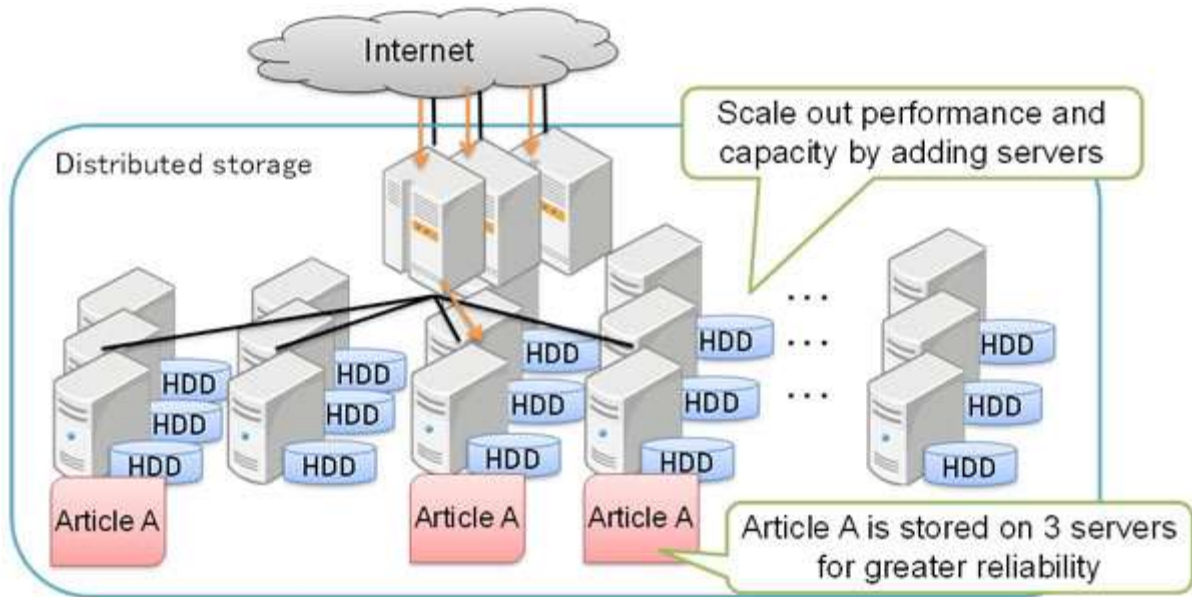 Internet
Scale out performance and
capacity by adding servers
Distributed storage
...
HDD
HDD
HDD
...
HDD
HDD
HDD
HDD
HDD
HDD
HDD
HDD
...
HDD
HDD
HDD
HDD
HDD
Article A
Article A
Article A
Article A is stored on 3 servers
for greater reliability